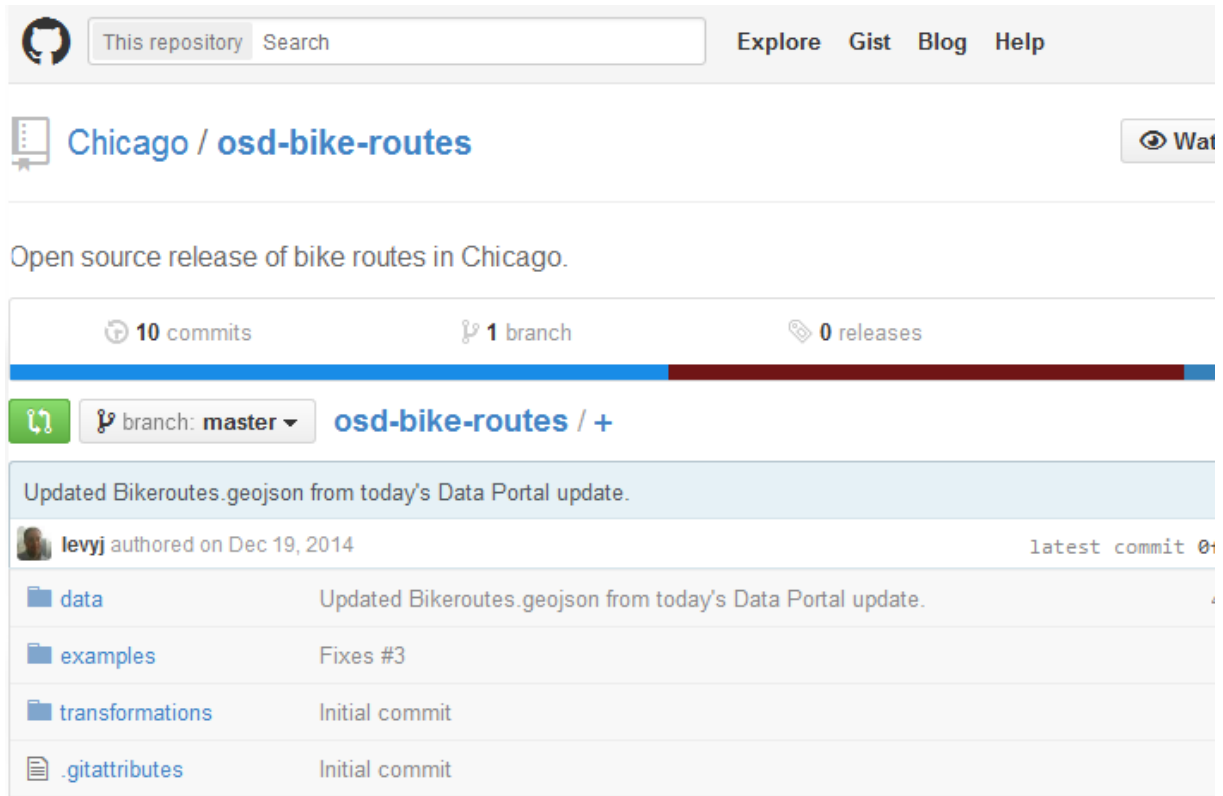 This repository Search Explore Gist Blog Help
Chicago / osd-bike-routes
Open source release of bike routes in Chicago.
10 commits 1 branch 0 releases
branch: master osd-bike-routes / +
Updated Bikeroutes.geojson from today's Data Portal update.
levyj authored on Dec 19, 2014 latest commit
data Updated Bikeroutes.geojson from today's Data Portal update.
examples Fixes #3
transformations Initial commit
.gitattributes Initial commit